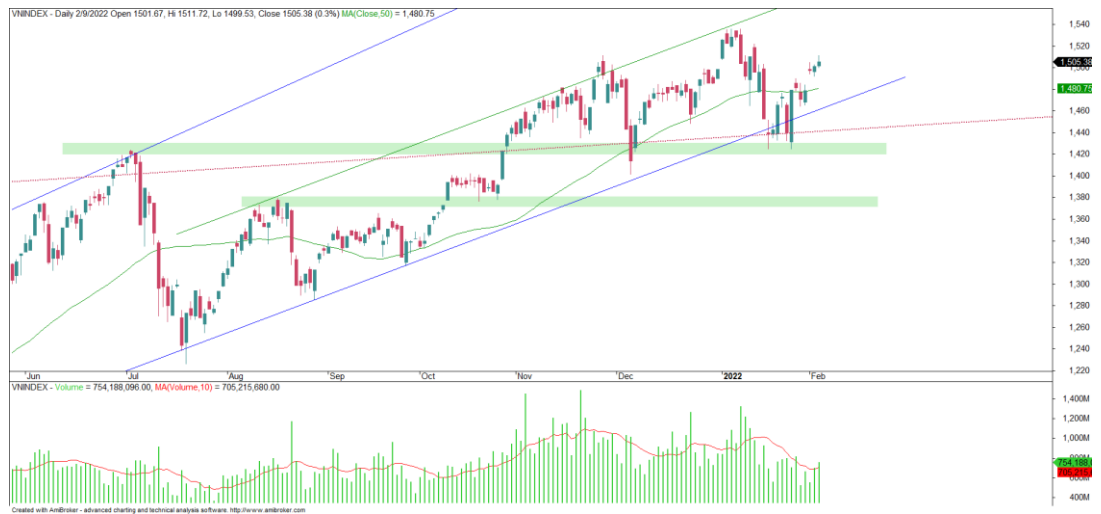 VNINDEX - Daily 2/9/2022 Open 1501.67, Hi 1511.72, Lo 1499.53, Close 1505.38 (0.3%) MA(Close,50) = 1,480.75
1,540
1,520
1,505.38
1,500
1,480.75
1,460
1,440
1,420
1,400
1,380
1,360
1,340
1,320
1,300
1,280
1,260
1,240
1,220
Jun Jul Aug Sep Oct Nov Dec 2022 Feb
VNINDEX - Volume = 754,188,096.00, MA(Volume,10) = 705,215,680.00
1,400M
1,200M
1,000M
754,188,
705,215,
400M
Created with AmiBroker - advanced charting and technical analysis software. http://www.amibroker.com